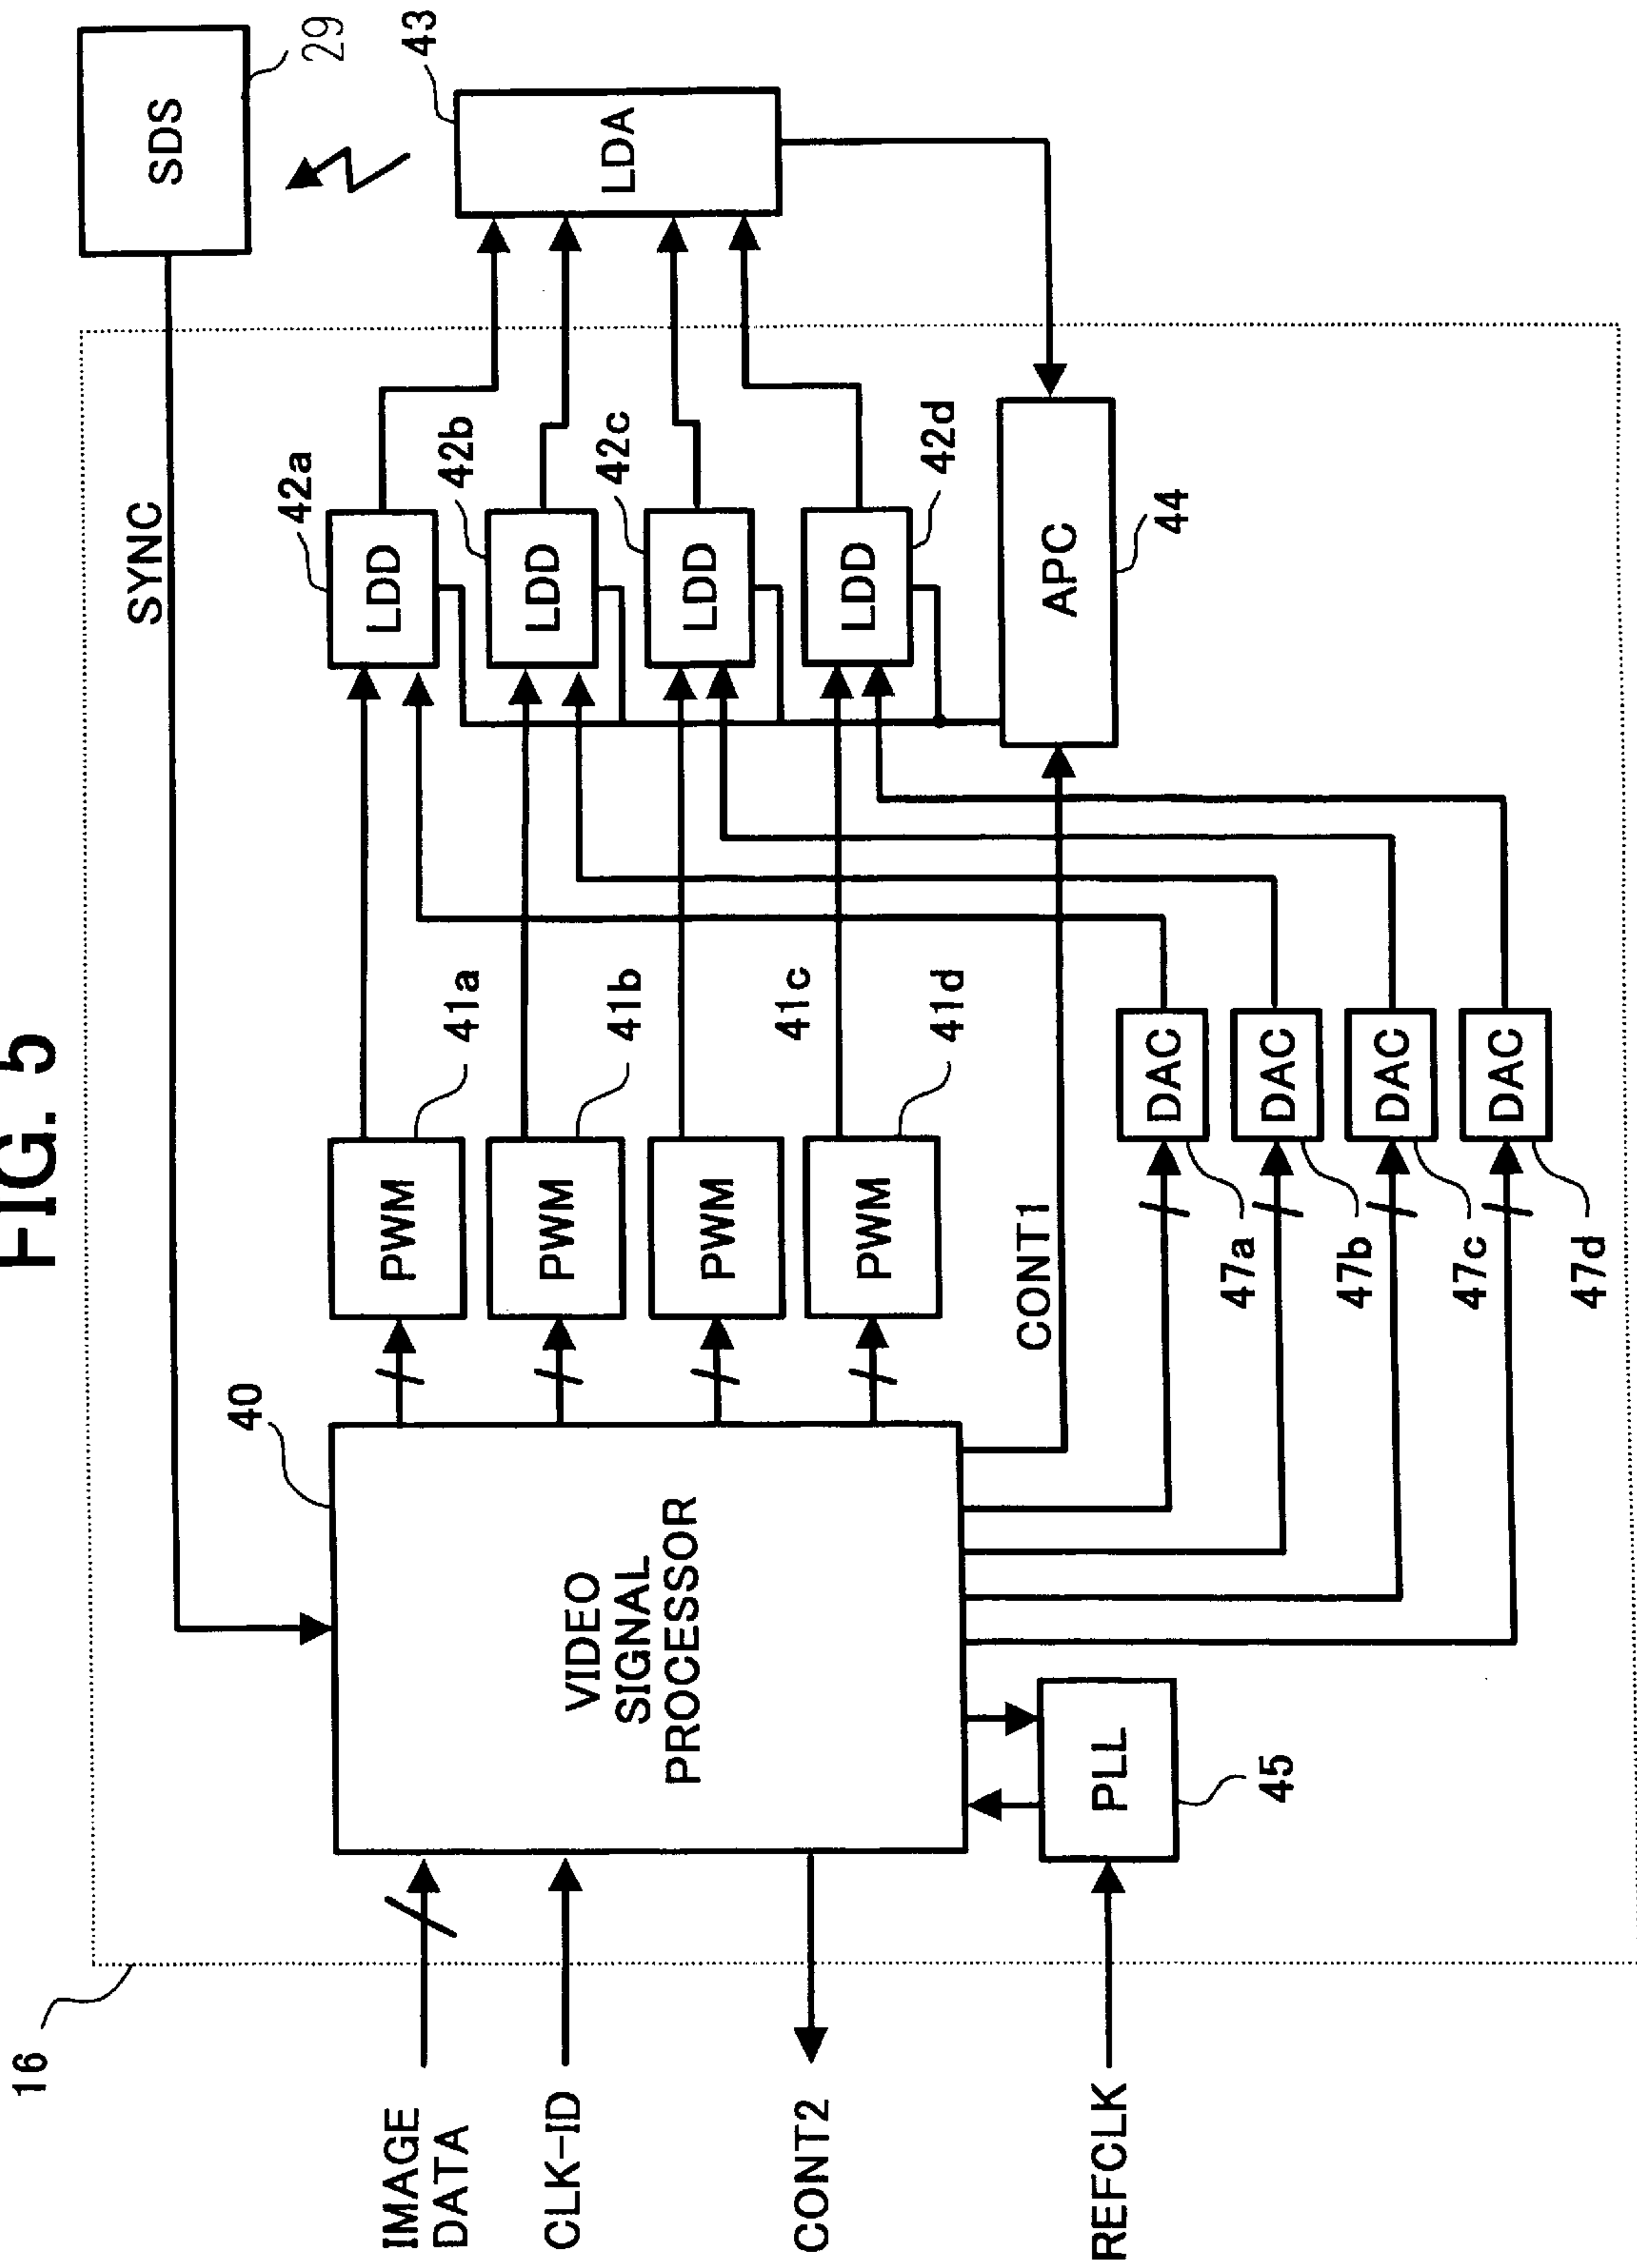 FIG. 5
16
SYNC
SDS
29
IMAGE
DATA
CLK-ID
CONT2
REFCLK
40
VIDEO
SIGNAL
PROCESSOR
PLL
45
PWM
41a
PWM
41b
PWM
41c
PWM
41d
LDD
42a
LDD
42b
LDD
42c
LDD
42d
LDA
43
CONT1
APC
44
DAC
47a
DAC
47b
DAC
47c
DAC
47d